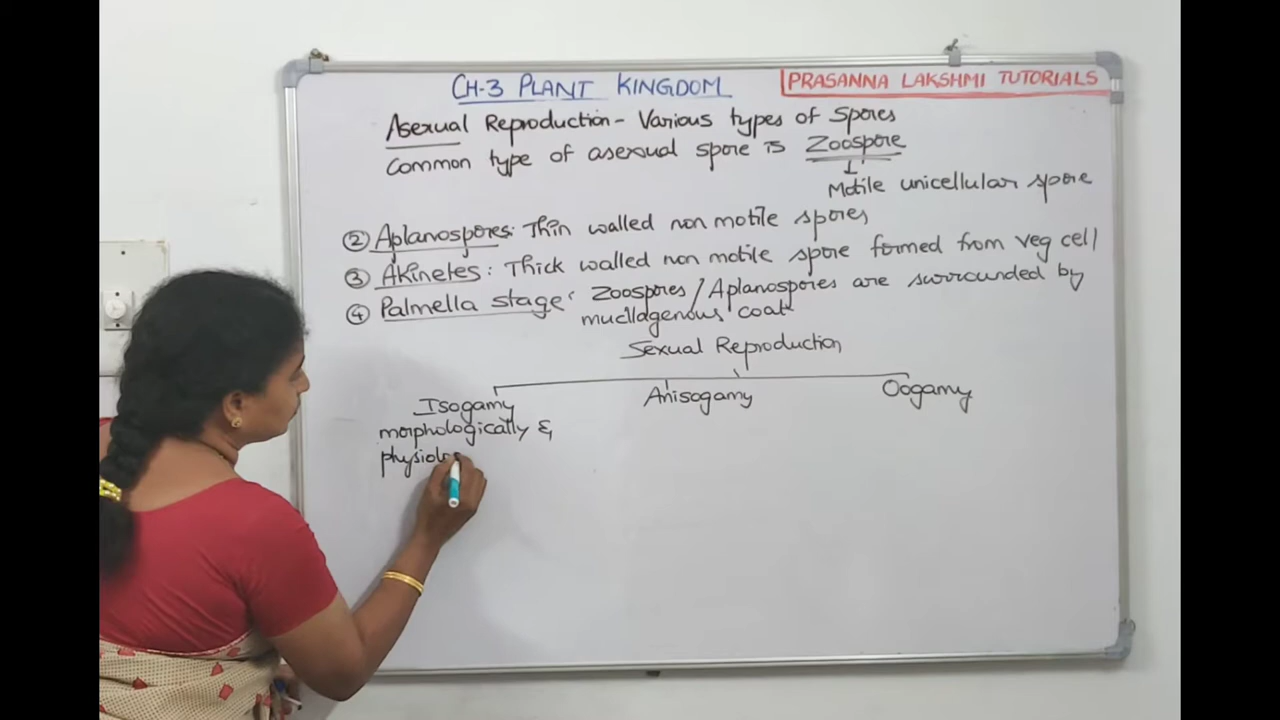 CH-3 PLANT KINGDOM
PRASANNA LAKSHMI TUTORIALS
Asexual Reproduction - Various types of Spores
Common type of asexual spore is Zoospore
Motile unicellular spore
② Aplanospores: Thin walled non motile spores
③ Akinetes: Thick walled non motile spore formed from veg cell
④ Palmella stage: Zoospores/Aplanospores are surrounded by
mucilagenous coat
Sexual Reproduction
Isogamy Anisogamy Oogamy
morphologically &